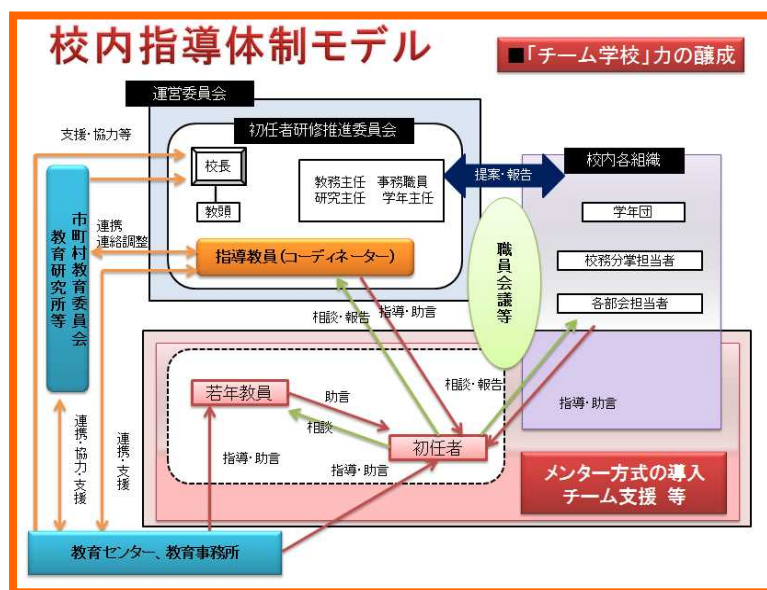 校内指導体制モデル
■「チーム学校」力の醸成
運営委員会
支援・協力等
初任者研修推進委員会
校長
教頭
教務主任　事務職員
研究主任　学年主任
提案・報告
校内各組織
学年団
校務分掌担当者
各部会担当者
市町村教育委員会
教育研究所等
連携
連絡調整
指導教員(コーディネーター)
職員会議等
相談・報告
指導・助言
若年教員
助言
相談
初任者
相談・報告
指導・助言
指導・助言
指導・助言
連携・協力・支援
連携・支援
メンター方式の導入
チーム支援 等
教育センター、教育事務所